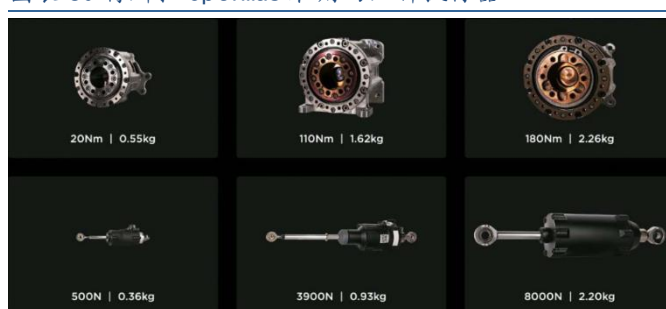 20Nm | 0.55kg
110Nm | 1.62kg
180Nm | 2.26kg
500N | 0.36kg
3900N | 0.93kg
8000N | 2.20kg